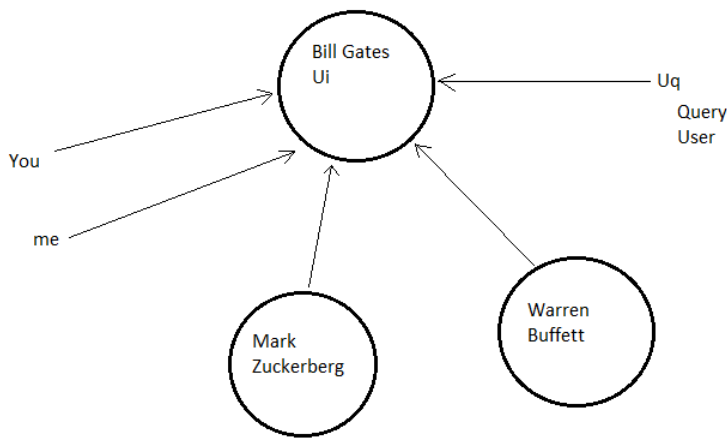 Bill Gates
Ui
Uq
Query
User
You
me
Mark
Zuckerberg
Warren
Buffett